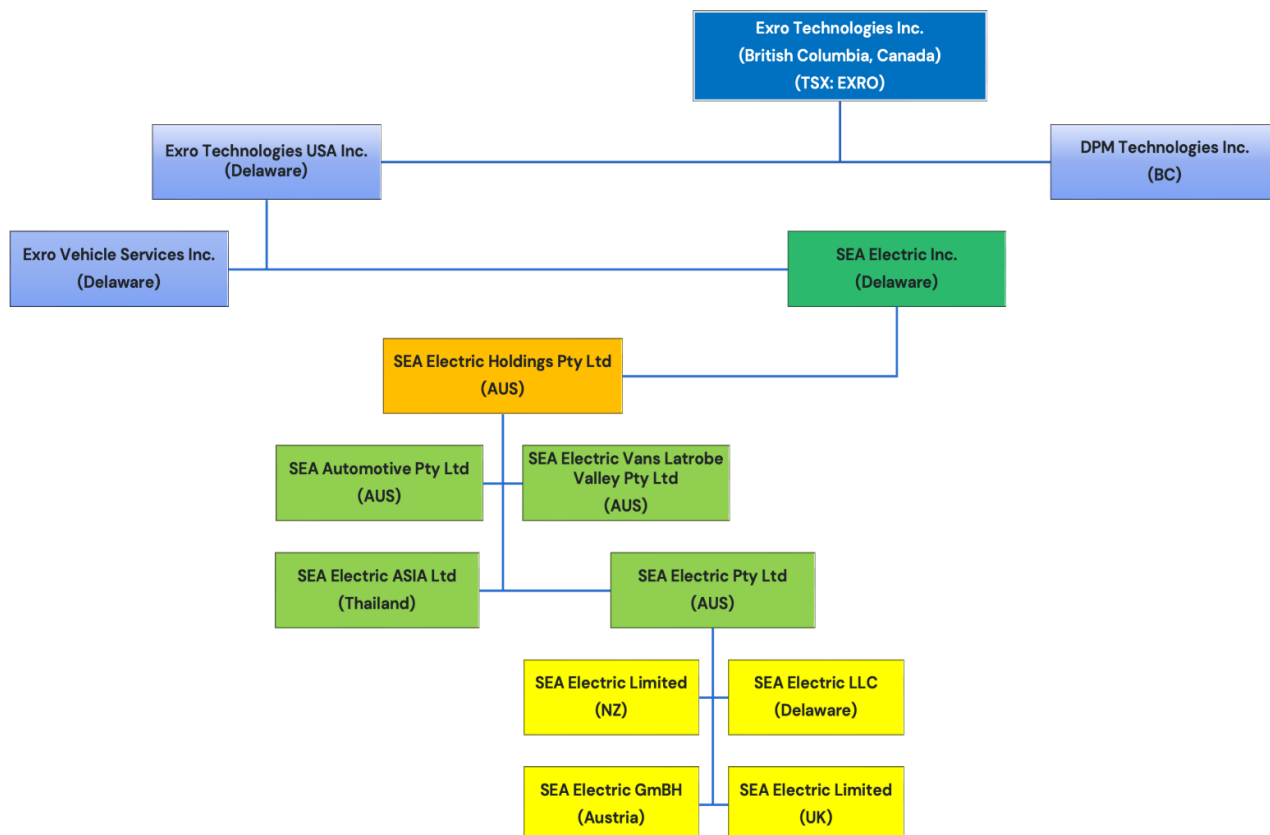 Exro Technologies Inc.
(British Columbia, Canada)
(TSX: EXRO)
Exro Technologies USA Inc.
(Delaware)
DPM Technologies Inc.
(BC)
Exro Vehicle Services Inc.
(Delaware)
SEA Electric Inc.
(Delaware)
SEA Electric Holdings Pty Ltd
(AUS)
SEA Automotive Pty Ltd
(AUS)
SEA Electric Vans Latrobe
Valley Pty Ltd
(AUS)
SEA Electric ASIA Ltd
(Thailand)
SEA Electric Pty Ltd
(AUS)
SEA Electric Limited
(NZ)
SEA Electric LLC
(Delaware)
SEA Electric GmBH
(Austria)
SEA Electric Limited
(UK)